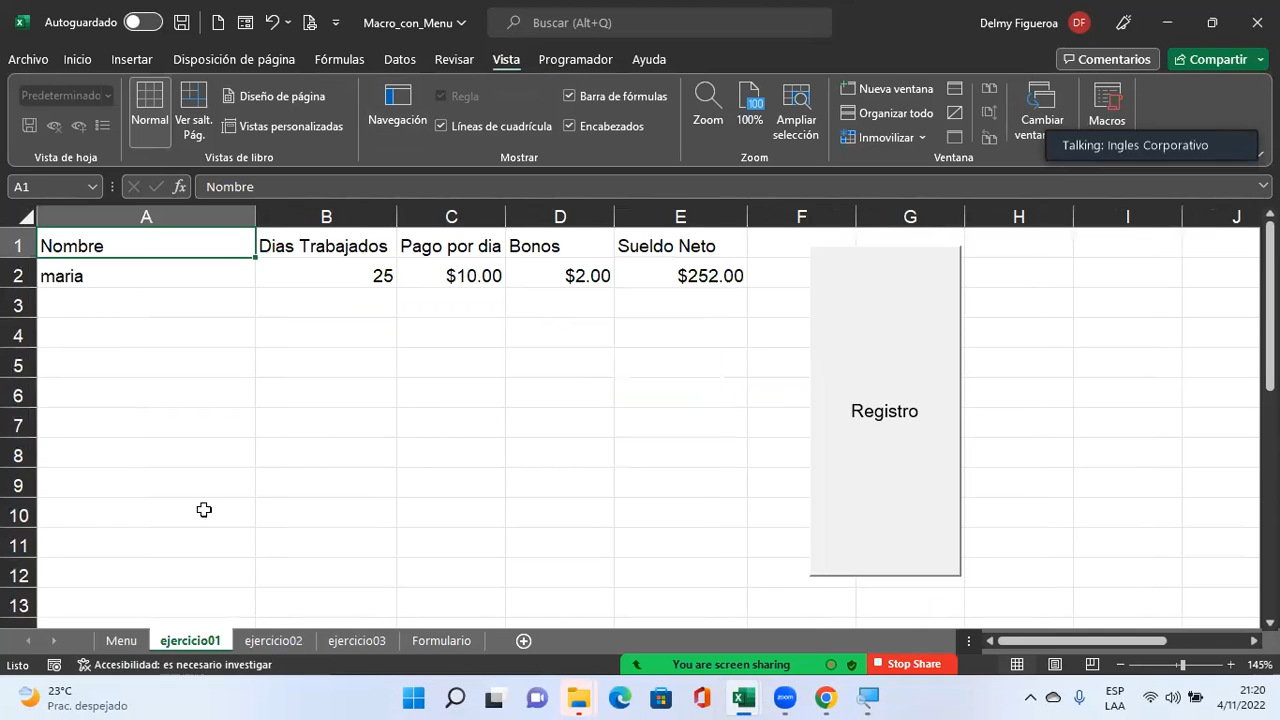 Autoguardado
Macro_con_Menu
Buscar (Alt+Q)
Delmy Figueroa
DF
Archivo
Inicio
Insertar
Disposición de página
Fórmulas
Datos
Revisar
Vista
Programador
Ayuda
Comentarios
Compartir
Predeterminado
Vista de hoja
Normal
Ver salt. Pág.
Diseño de página
Vistas personalizadas
Vistas de libro
Navegación
Regla
Barra de fórmulas
Líneas de cuadrícula
Encabezados
Mostrar
Zoom
100
100%
Ampliar selección
Zoom
Nueva ventana
Organizar todo
Inmovilizar
Cambiar
Ventana
Macros
Talking: Ingles Corporativo
A1
fx
Nombre
A B C D E F G H I J
1 Nombre Dias Trabajados Pago por dia Bonos Sueldo Neto
2 maria 25 $10.00 $2.00 $252.00
3
4
5
6
7
8
9
10
11
12
13
Registro
Menu
ejercicio01
ejercicio02
ejercicio03
Formulario
Listo
Accesibilidad: es necesario investigar
You are screen sharing
Stop Share
145%
23°C
Prac. despejado
zoom
ESP
LAA
21:20
4/11/2022